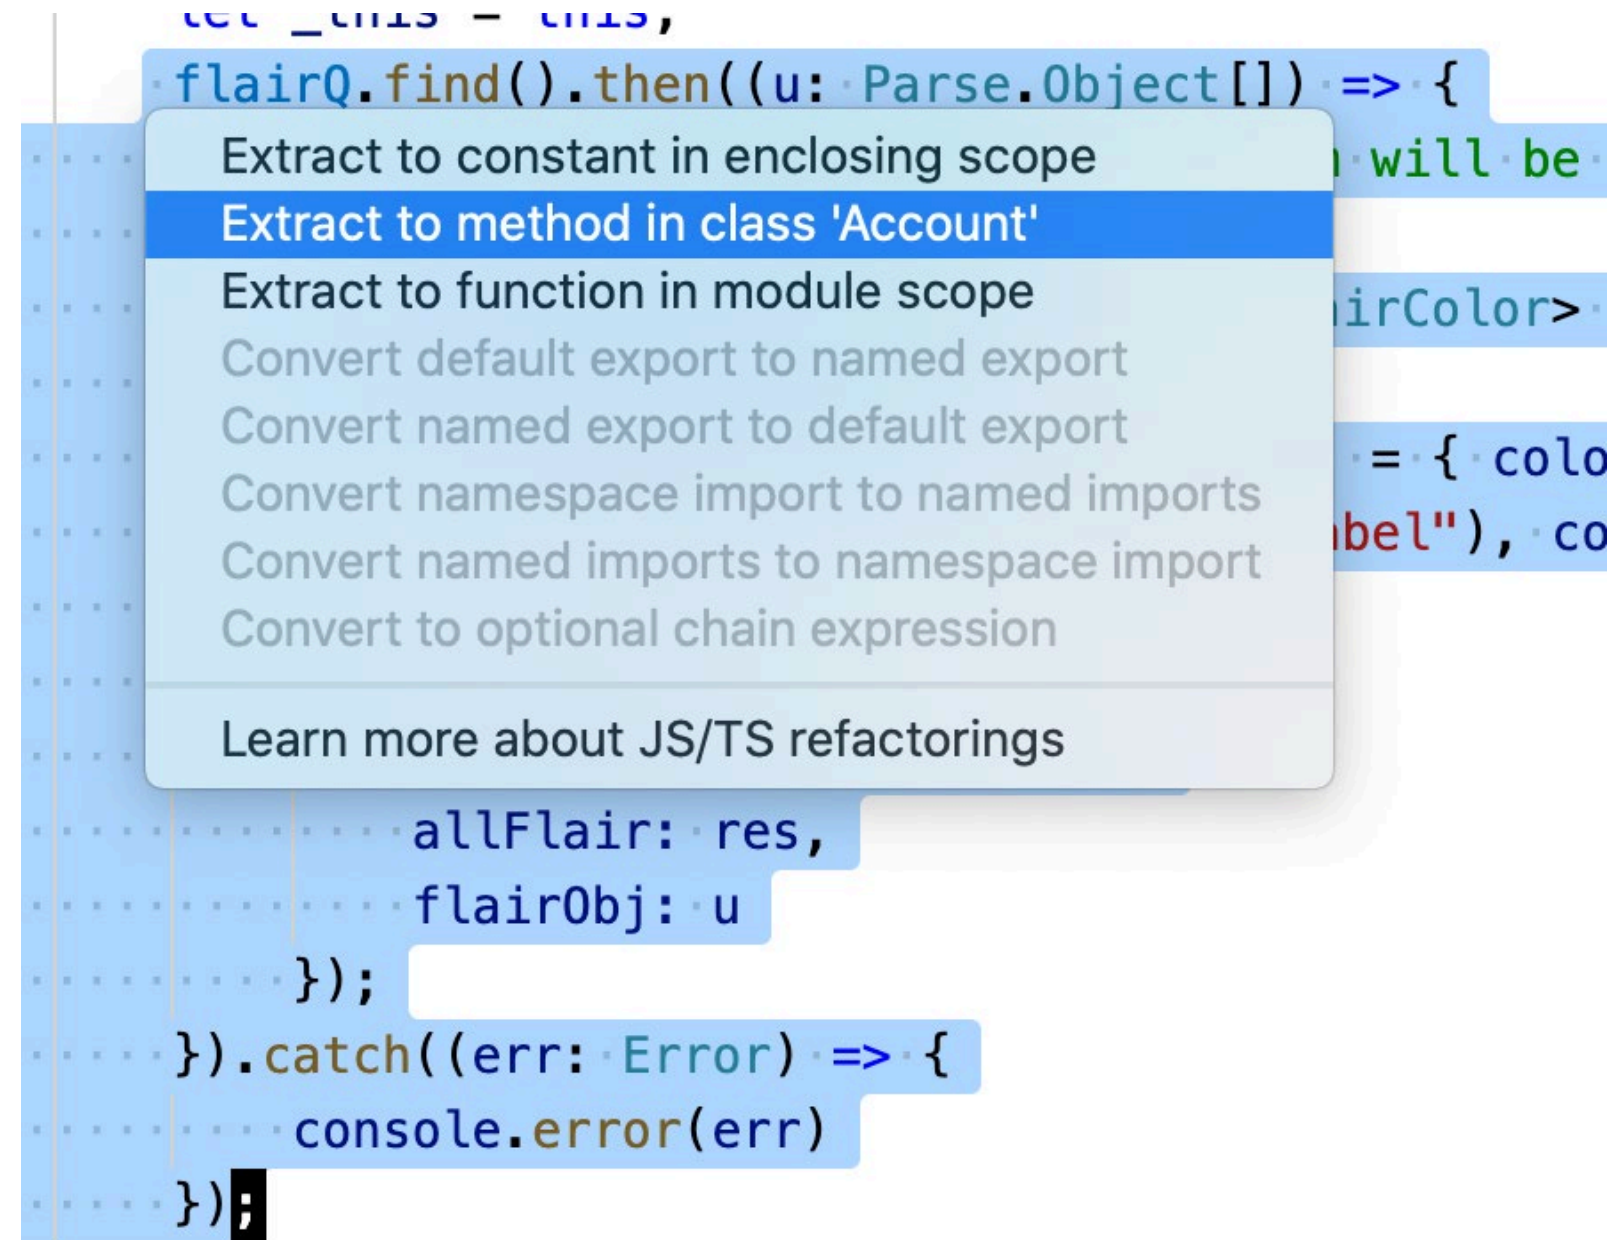 let _this = this;
flairQ.find().then((u: Parse.Object[]) => {
Extract to constant in enclosing scope
will be
Extract to method in class 'Account'
Extract to function in module scope
irColor>
Convert default export to named export
Convert named export to default export
= { colo
Convert namespace import to named imports
bel"), co
Convert named imports to namespace import
Convert to optional chain expression
Learn more about JS/TS refactorings
allFlair: res,
flairObj: u
});
}).catch((err: Error) => {
console.error(err)
});